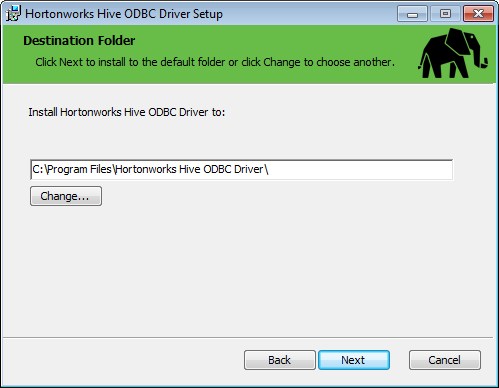 Hortonworks Hive ODBC Driver Setup
Destination Folder
Click Next to install to the default folder or click Change to choose another.
Install Hortonworks Hive ODBC Driver to:
C:\Program Files\Hortonworks Hive ODBC Driver\
Change...
Back Next Cancel